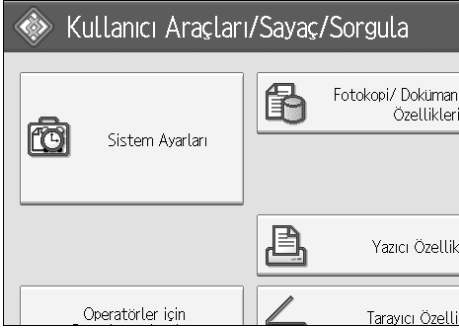 Kullanıcı Araçları/Sayaç/Sorgula
Fotokopi/ Doküman
Özellikleri
Sistem Ayarları
Yazıcı Özellik
Operatörler için
Tarayıcı Özelli